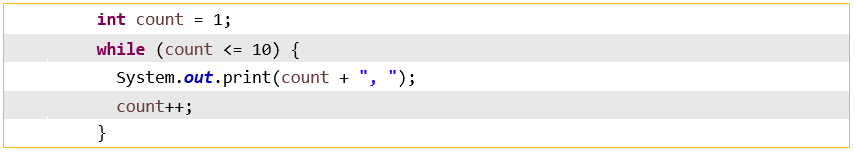 int count = 1;
while (count <= 10) {
System.out.print(count + ", ");
count++;
}